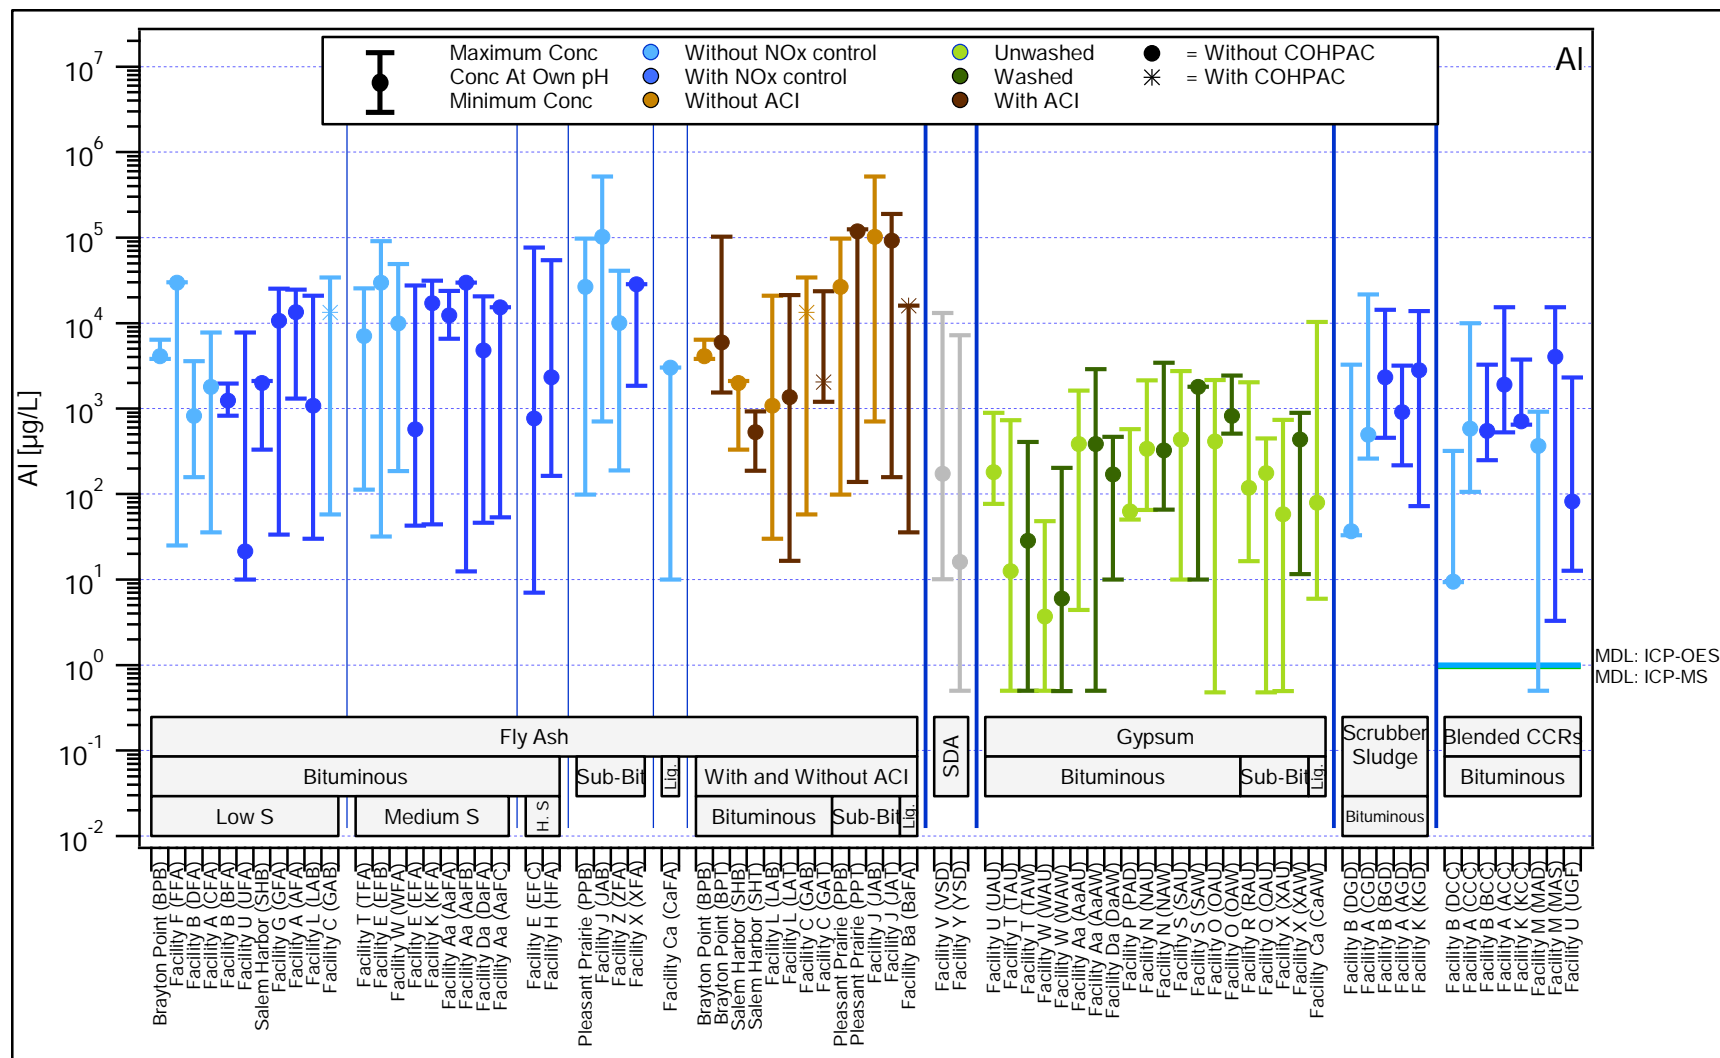 Maximum Conc
Conc At Own pH
Minimum Conc
Without NOx control
With NOx control
Without ACI
Unwashed
Washed
With ACI
= Without COHPAC
= With COHPAC
Al
Al [µg/L]
10^7
10^6
10^5
10^4
10^3
10^2
10^1
10^0
10^-1
10^-2
MDL: ICP-OES
MDL: ICP-MS
Fly Ash
Bituminous
Sub-Bit
Lig.
With and Without ACI
Low S
Medium S
H. S
Bituminous
Sub-Bit
Lig.
SDA
Gypsum
Bituminous
Sub-Bit
Lig.
Scrubber
Sludge
Bituminous
Blended CCRs
Bituminous
Brayton Point (BPB)
Facility F (FFA)
Facility B (DFA)
Facility A (CFA)
Facility B (BFA)
Facility U (UFA)
Salem Harbor (SHB)
Facility G (GFA)
Facility A (AFA)
Facility L (LAB)
Facility C (GAB)
Facility T (TFA)
Facility E (EFB)
Facility W (WFA)
Facility E (EFA)
Facility K (KFA)
Facility Aa (AaFA)
Facility Aa (AaFB)
Facility Da (DaFA)
Facility Aa (AaFC)
Facility E (EFC)
Facility H (HFA)
Pleasant Prairie (PPB)
Facility J (JAB)
Facility Z (ZFA)
Facility X (XFA)
Facility Ca (CaFA)
Brayton Point (BPB)
Brayton Point (BPT)
Salem Harbor (SHB)
Salem Harbor (SHT)
Facility L (LAB)
Facility L (LAT)
Facility C (GAB)
Facility C (GAT)
Pleasant Prairie (PPB)
Pleasant Prairie (PPT)
Facility J (JAB)
Facility J (JAT)
Facility Ba (BaFA)
Facility V (VSD)
Facility Y (YSD)
Facility U (UAU)
Facility T (TAU)
Facility T (TAW)
Facility W (WAU)
Facility W (WAW)
Facility Aa (AaAU)
Facility Aa (AaAW)
Facility Da (DaAW)
Facility P (PAD)
Facility N (NAU)
Facility N (NAW)
Facility S (SAU)
Facility S (SAW)
Facility O (OAU)
Facility O (OAW)
Facility R (RAU)
Facility Q (QAU)
Facility X (XAU)
Facility X (XAW)
Facility Ca (CaAW)
Facility B (DGD)
Facility A (CGD)
Facility B (BGD)
Facility A (AGD)
Facility K (KGD)
Facility B (DCC)
Facility A (CCC)
Facility B (BCC)
Facility A (ACC)
Facility K (KCC)
Facility M (MAD)
Facility M (MAS)
Facility U (UGF)